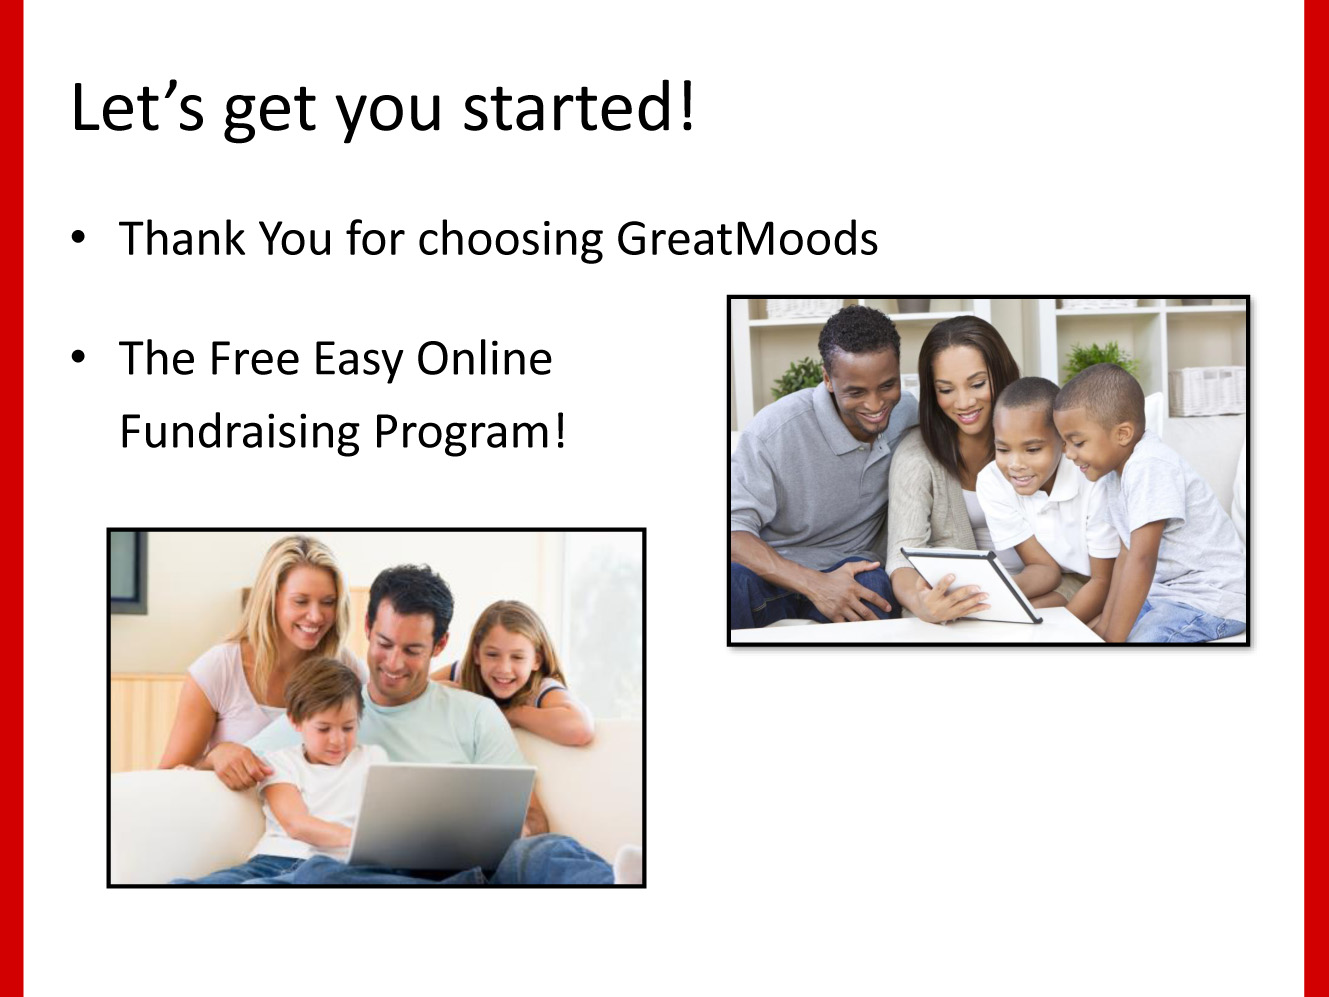 Let’s get you started!
• Thank You for choosing GreatMoods
• The Free Easy Online
Fundraising Program!